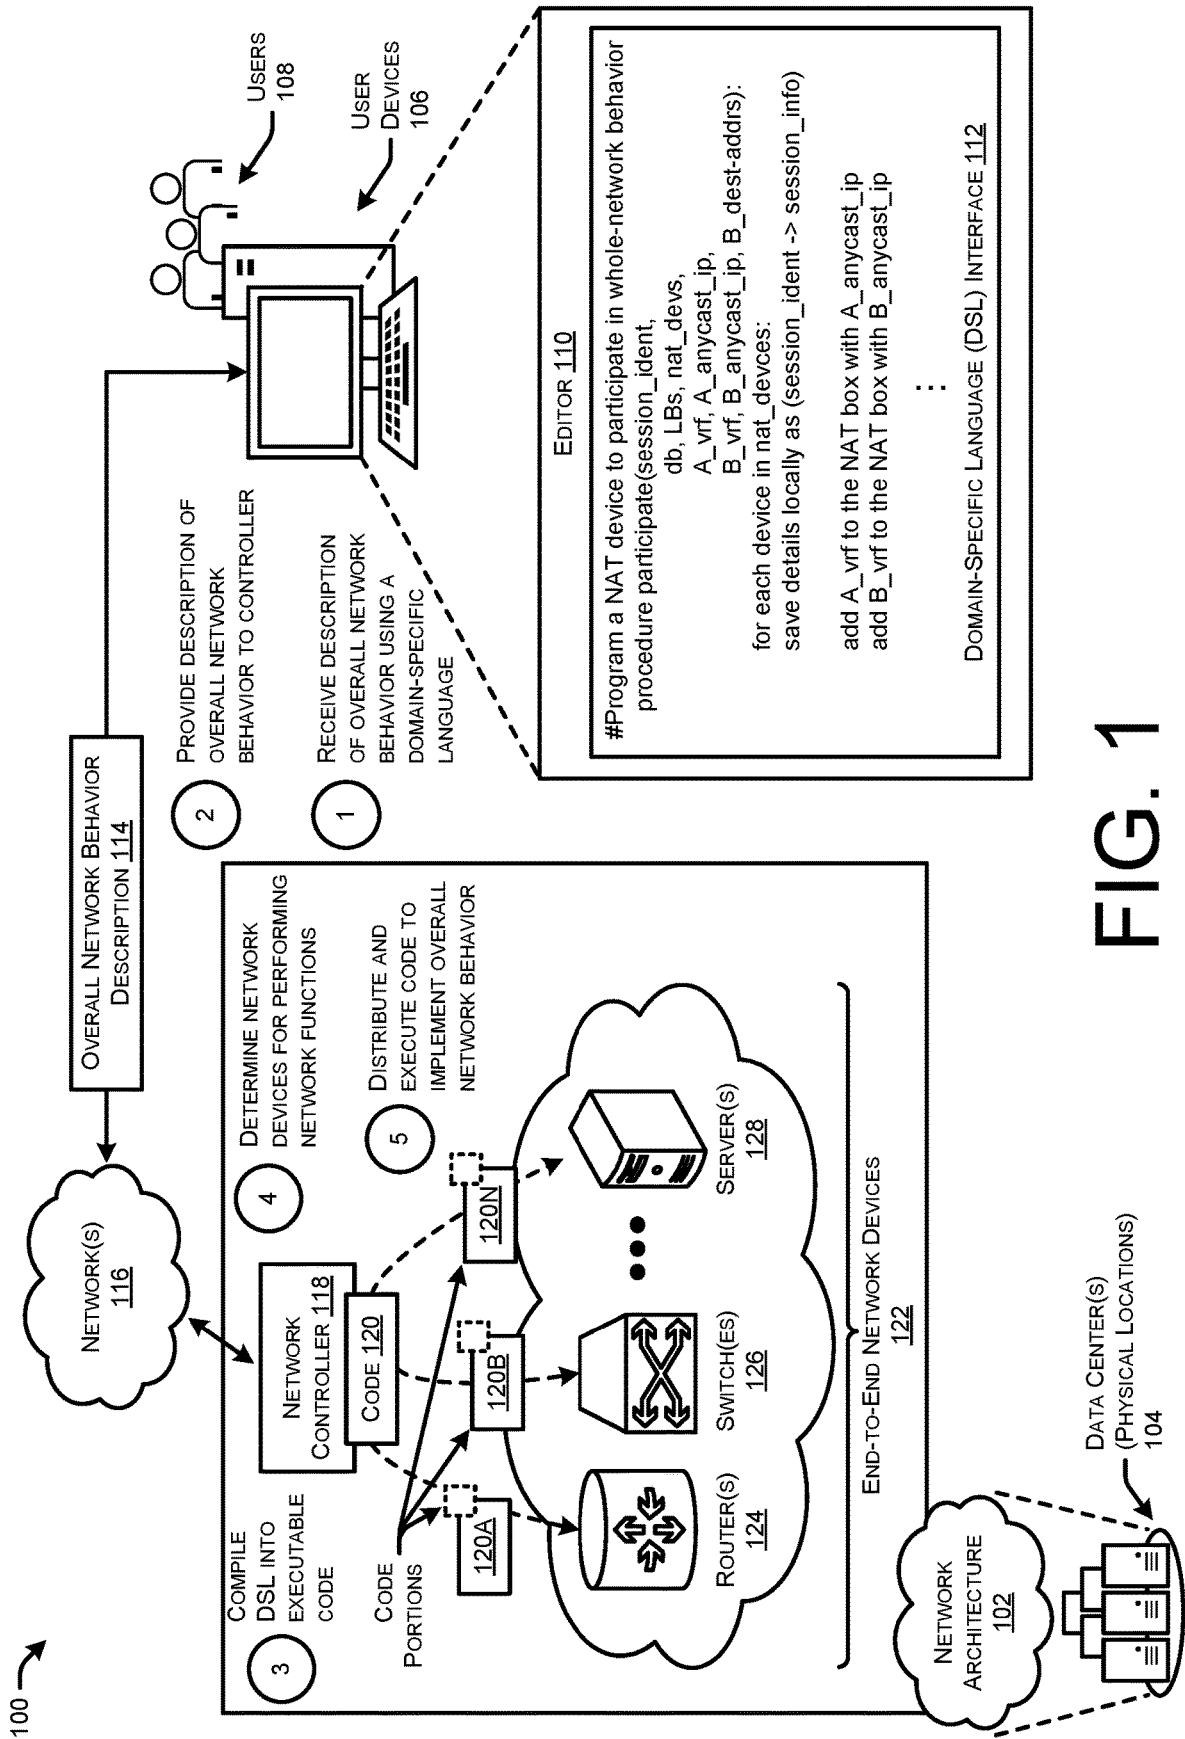 100
OVERALL NETWORK BEHAVIOR
DESCRIPTION 114
NETWORK(S)
116
USERS
108
USER
DEVICES
106
2
PROVIDE DESCRIPTION OF
OVERALL NETWORK
BEHAVIOR TO CONTROLLER
1
RECEIVE DESCRIPTION
OF OVERALL NETWORK
BEHAVIOR USING A
DOMAIN-SPECIFIC
LANGUAGE
3
COMPILE
DSL INTO
EXECUTABLE
CODE
NETWORK
CONTROLLER 118
CODE 120
4
DETERMINE NETWORK
DEVICES FOR PERFORMING
NETWORK FUNCTIONS
5
DISTRIBUTE AND
EXECUTE CODE TO
IMPLEMENT OVERALL
NETWORK BEHAVIOR
CODE
PORTIONS
120A
120B
120N
ROUTER(S)
124
SWITCH(ES)
126
SERVER(S)
128
END-TO-END NETWORK DEVICES
122
NETWORK
ARCHITECTURE
102
DATA CENTER(S)
(PHYSICAL LOCATIONS)
104
EDITOR 110
#Program a NAT device to participate in whole-network behavior
procedure participate(session_ident,
db, LBs, nat_devs,
A_vrf, A_anycast_ip,
B_vrf, B_anycast_ip, B_dest-addrs):
for each device in nat_devces:
save details locally as (session_ident -> session_info)
add A_vrf to the NAT box with A_anycast_ip
add B_vrf to the NAT box with B_anycast_ip
DOMAIN-SPECIFIC LANGUAGE (DSL) INTERFACE 112
FIG. 1